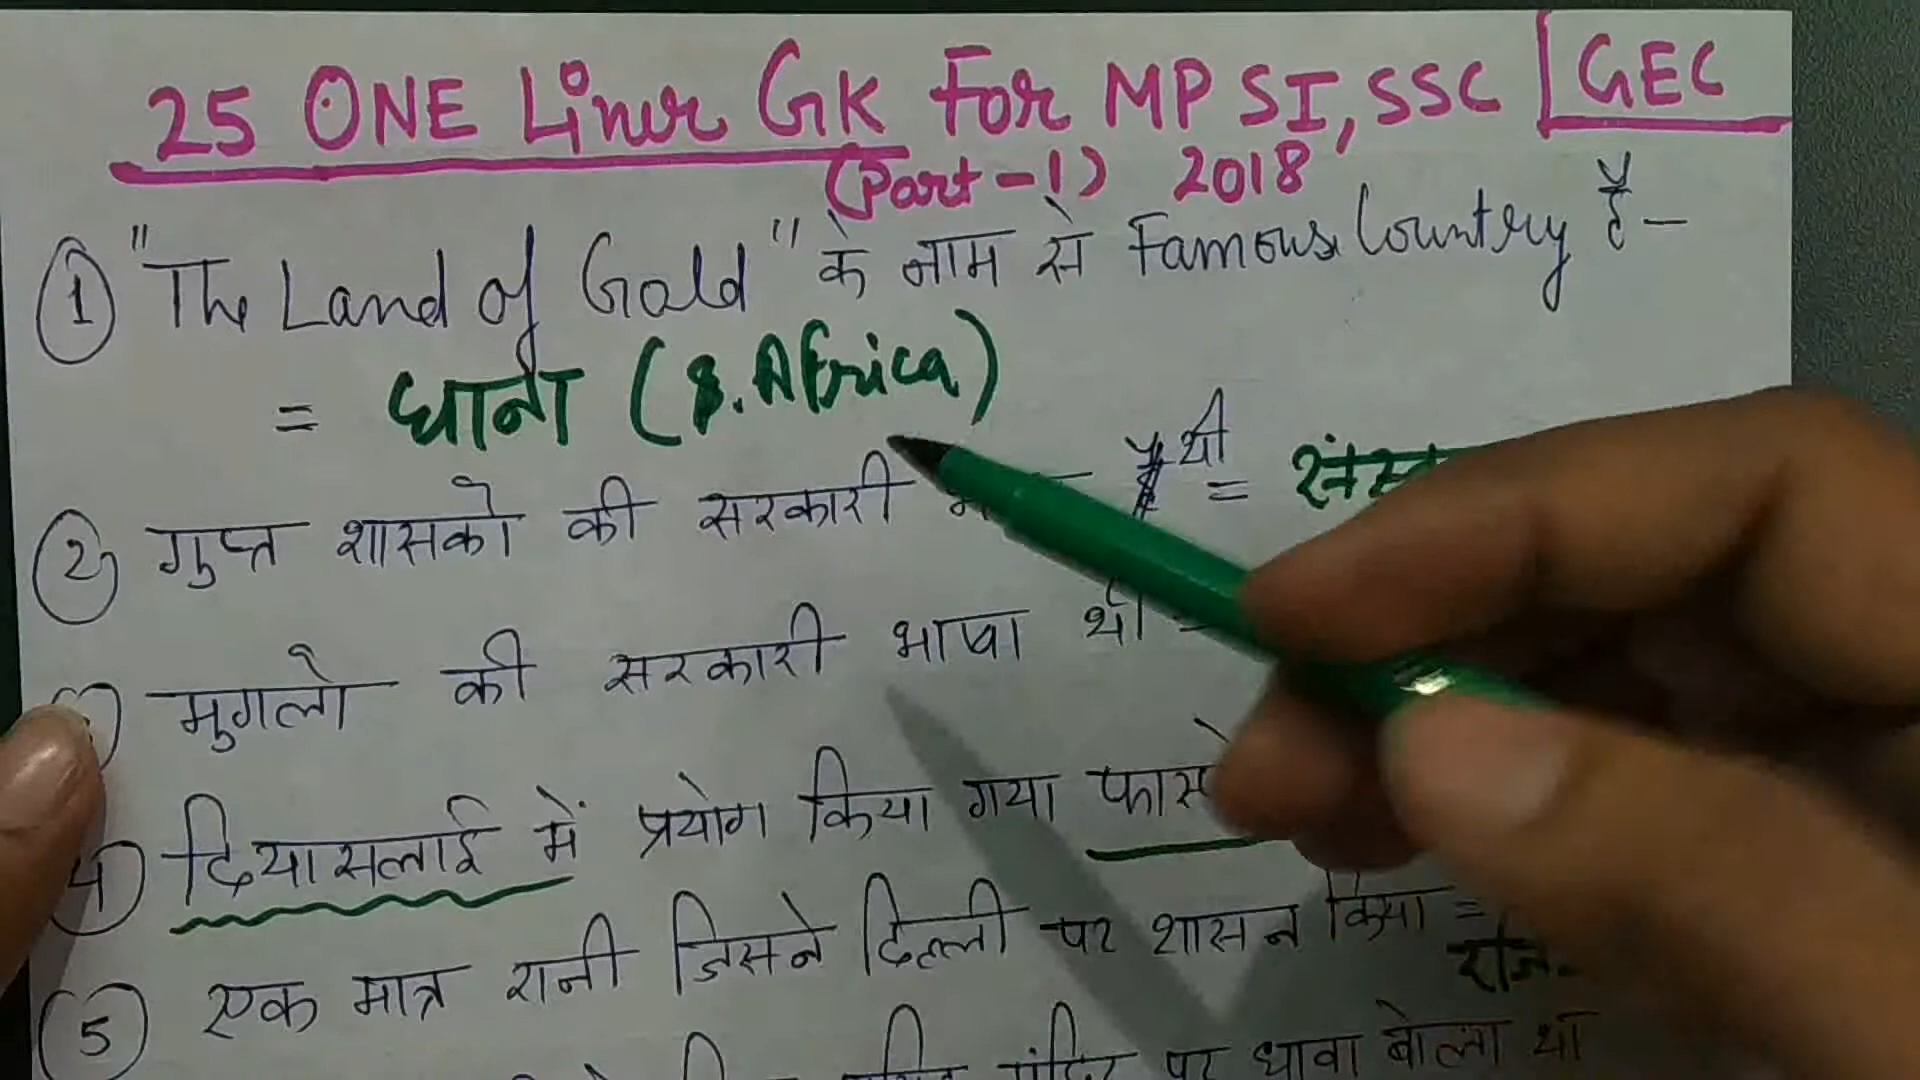 25 ONE Liner GK For MP SI, SSC GEC
(Part-1) 2018
① "The Land of Gold" के नाम से Famous Country है-
= घाना (S. Africa)
② गुप्त शासको की सरकारी थी =
मुगलो की सरकारी भाषा थी
④ दियासलाई में प्रयोग किया गया
⑤ एक मात्र रानी जिसने दिल्ली पर शासन किया =
पर धावा बोला था